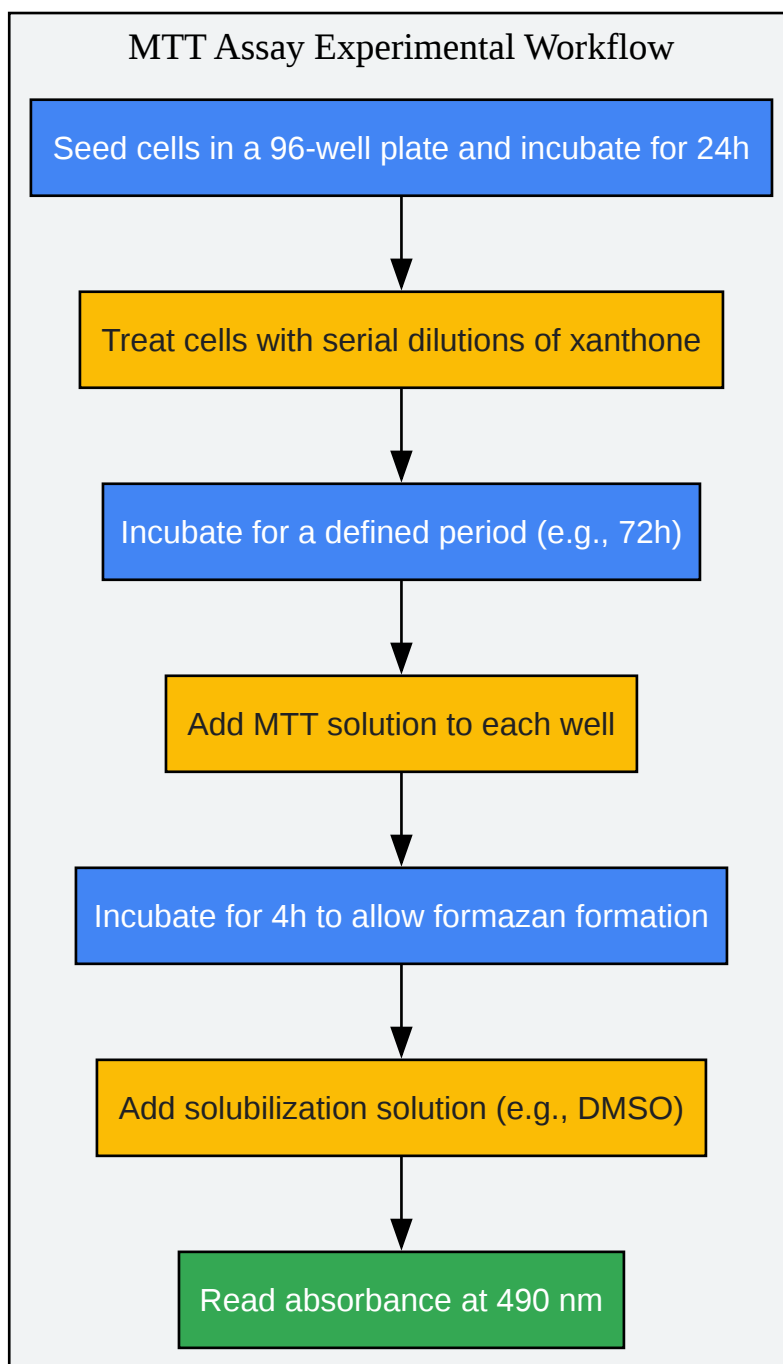 MTT Assay Experimental Workflow
Seed cells in a 96-well plate and incubate for 24h
Treat cells with serial dilutions of xanthone
Incubate for a defined period (e.g., 72h)
Add MTT solution to each well
Incubate for 4h to allow formazan formation
Add solubilization solution (e.g., DMSO)
Read absorbance at 490 nm